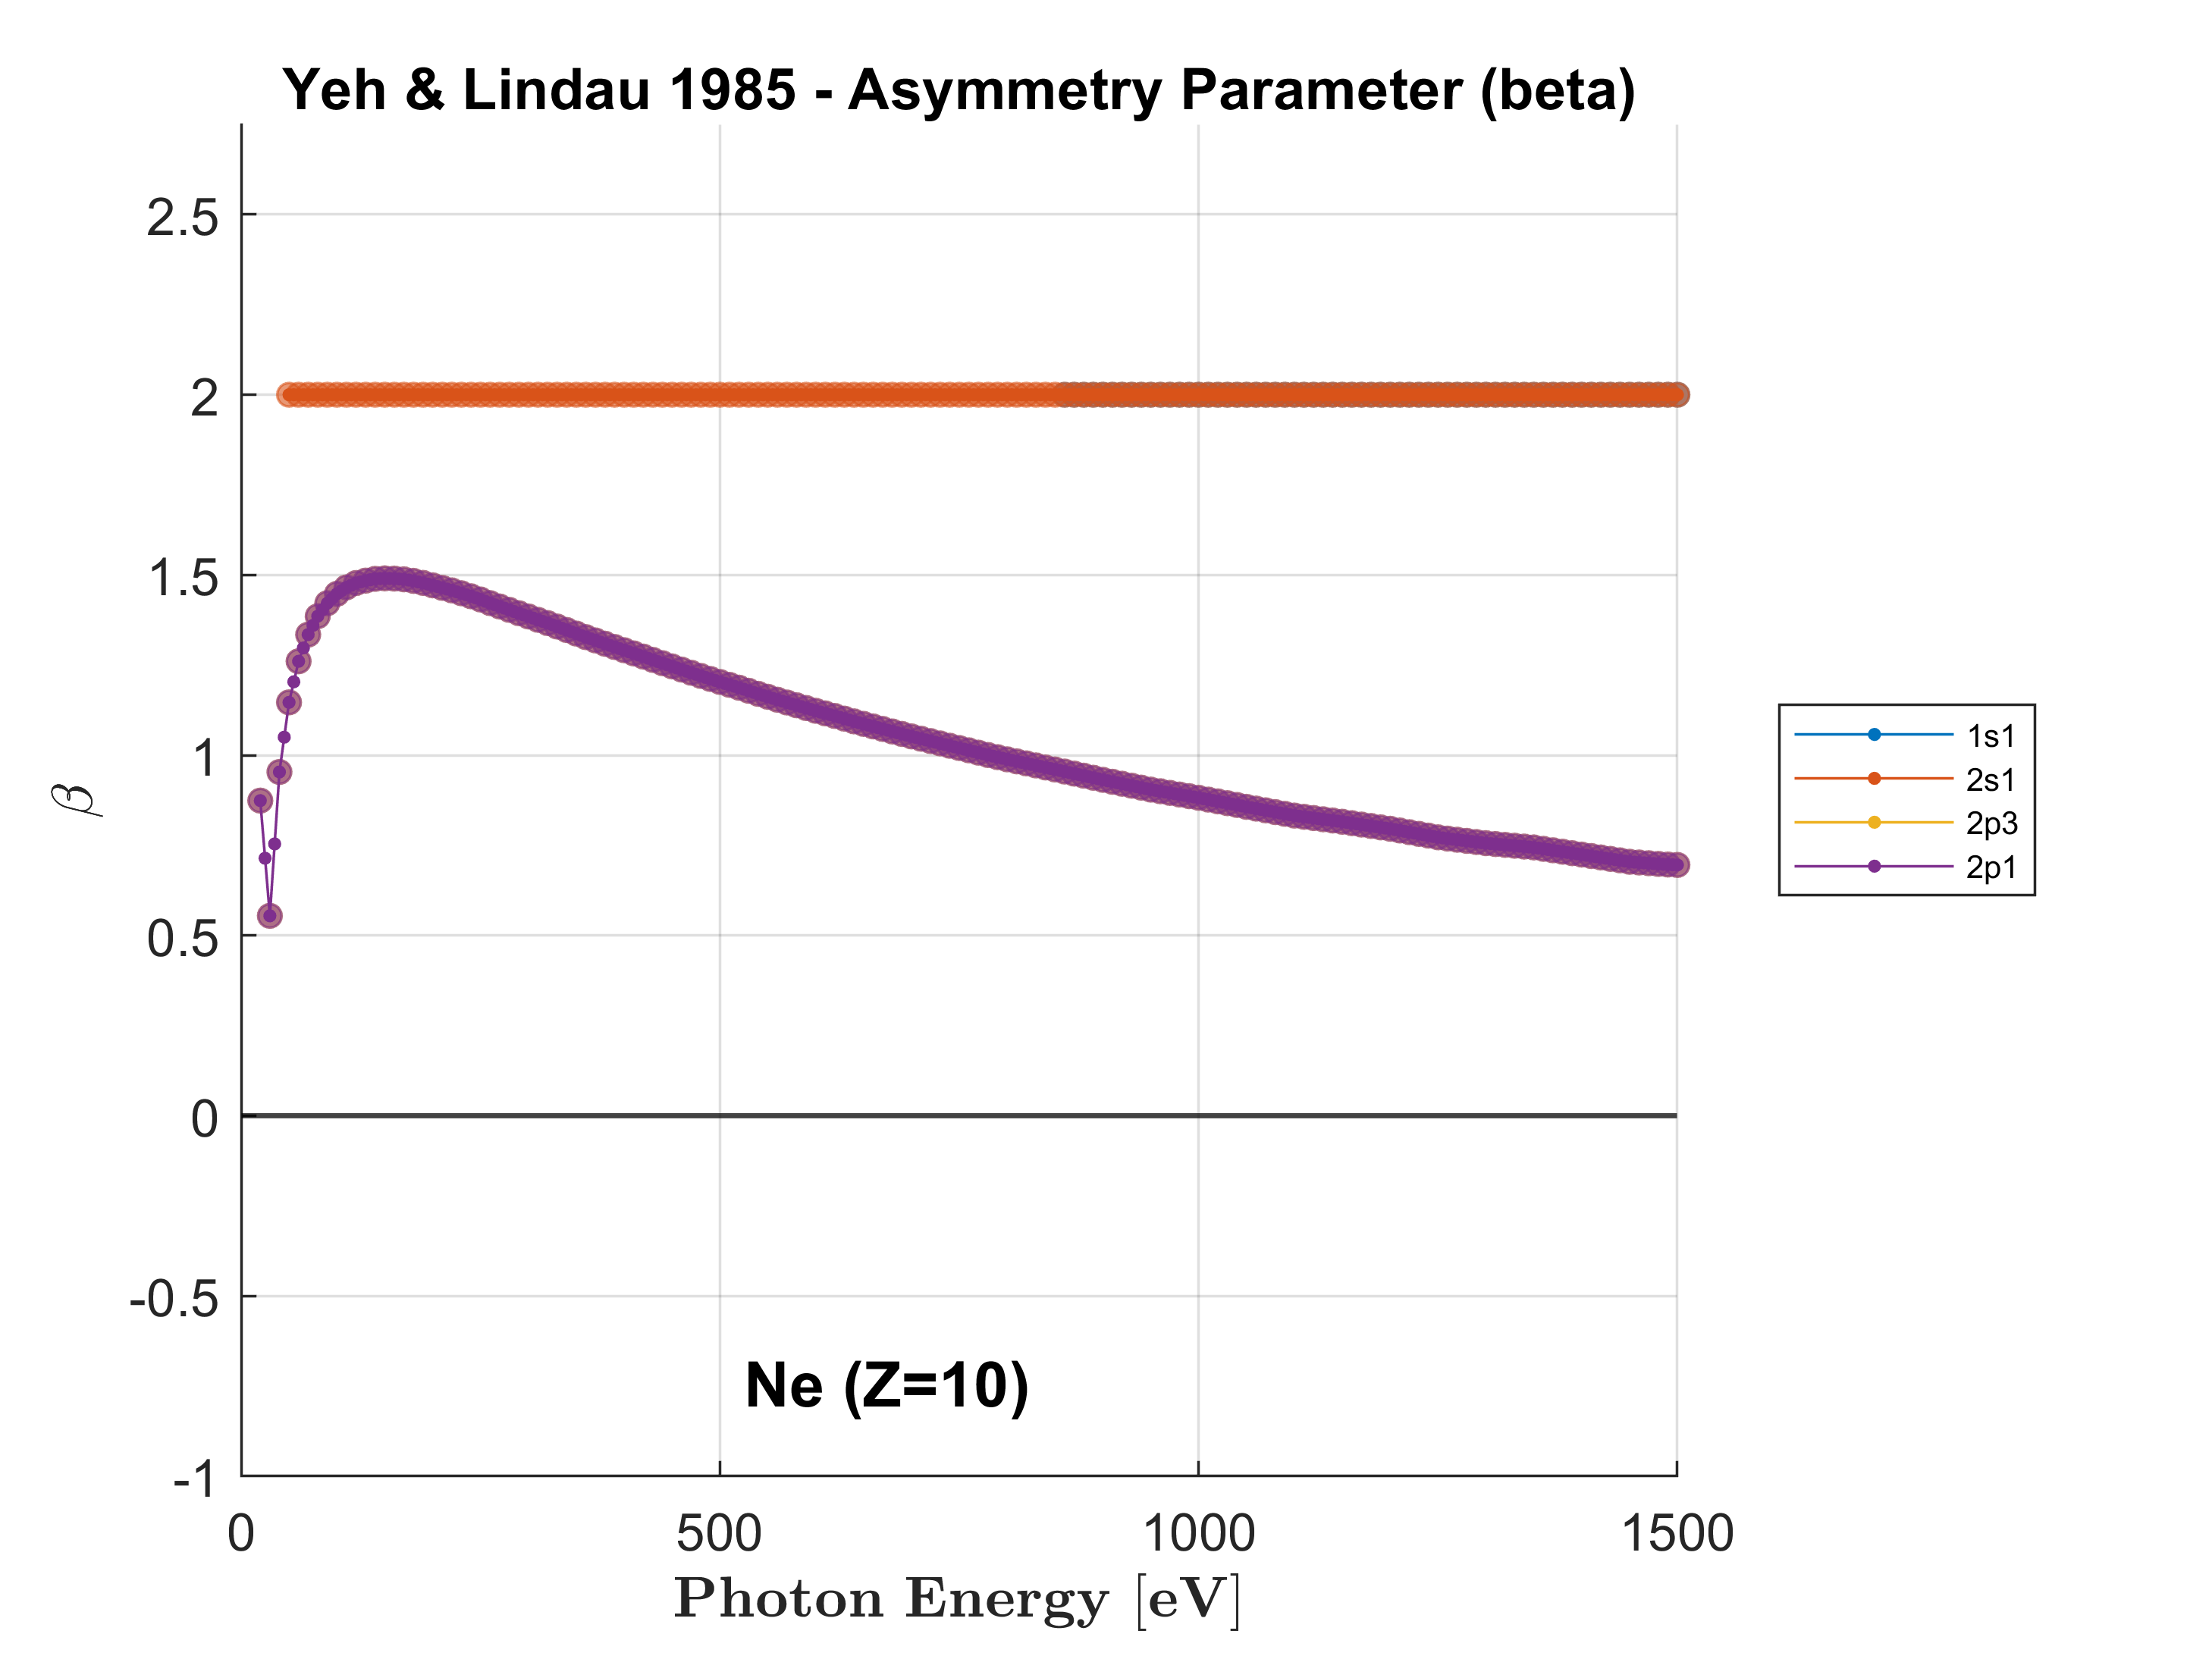 Yeh & Lindau 1985 - Asymmetry Parameter (beta)
2.5
2
1.5
1
0.5
0
-0.5
-1
β
1s1
2s1
2p3
2p1
Ne (Z=10)
0 500 1000 1500
Photon Energy [eV]